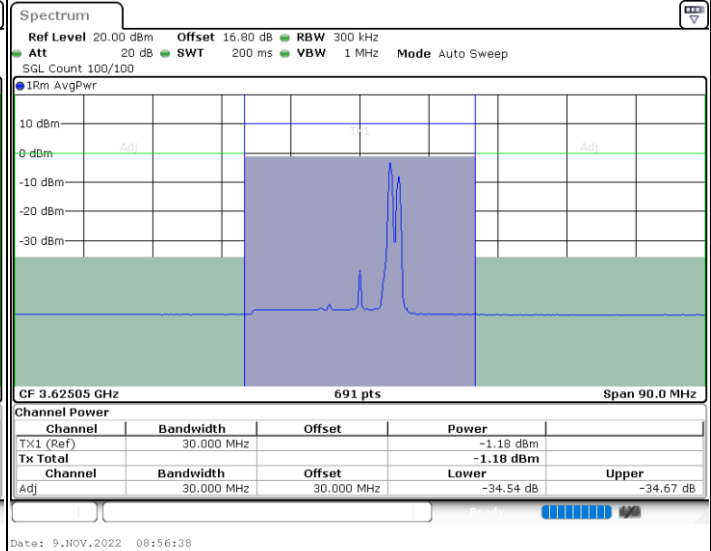 Spectrum
Ref Level 20.00 dBm Offset 16.80 dB RBW 300 kHz
Att 20 dB SWT 200 ms VBW 1 MHz Mode Auto Sweep
SGL Count 100/100
1Rm AvgPwr
10 dBm
TX1
0 dBm
Adj
Adj
-10 dBm
-20 dBm
-30 dBm
CF 3.62505 GHz 691 pts Span 90.0 MHz
Channel Power
Channel Bandwidth Offset Power
TX1 (Ref) 30.000 MHz -1.18 dBm
Tx Total -1.18 dBm
Channel Bandwidth Offset Lower Upper
Adj 30.000 MHz 30.000 MHz -34.54 dB -34.67 dB
Ready
Date: 9.NOV.2022 08:56:38